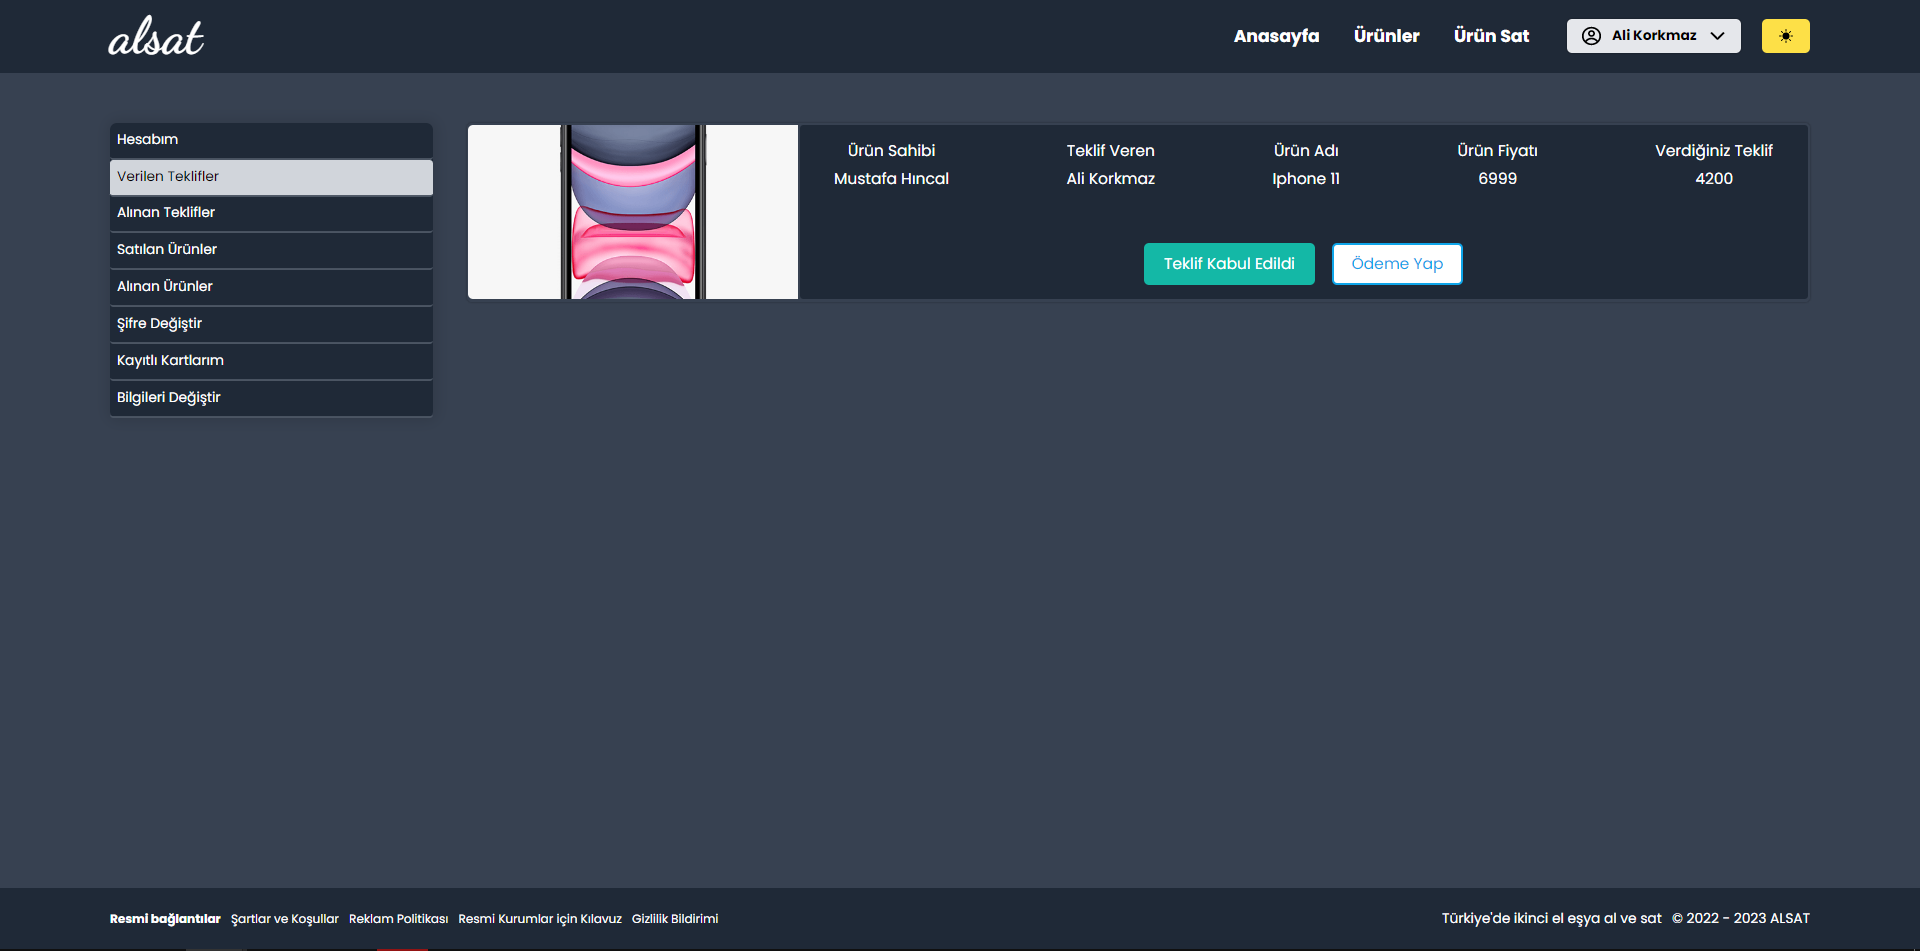 alsat
Anasayfa Ürünler Ürün Sat Ali Korkmaz
Hesabım
Verilen Teklifler
Alınan Teklifler
Satılan Ürünler
Alınan Ürünler
Şifre Değiştir
Kayıtlı Kartlarım
Bilgileri Değiştir
Ürün Sahibi Teklif Veren Ürün Adı Ürün Fiyatı Verdiğiniz Teklif
Mustafa Hıncal Ali Korkmaz Iphone 11 6999 4200
Teklif Kabul Edildi Ödeme Yap
Resmi bağlantılar Şartlar ve Koşullar Reklam Politikası Resmi Kurumlar için Kılavuz Gizlilik Bildirimi
Türkiye'de ikinci el eşya al ve sat © 2022 - 2023 ALSAT